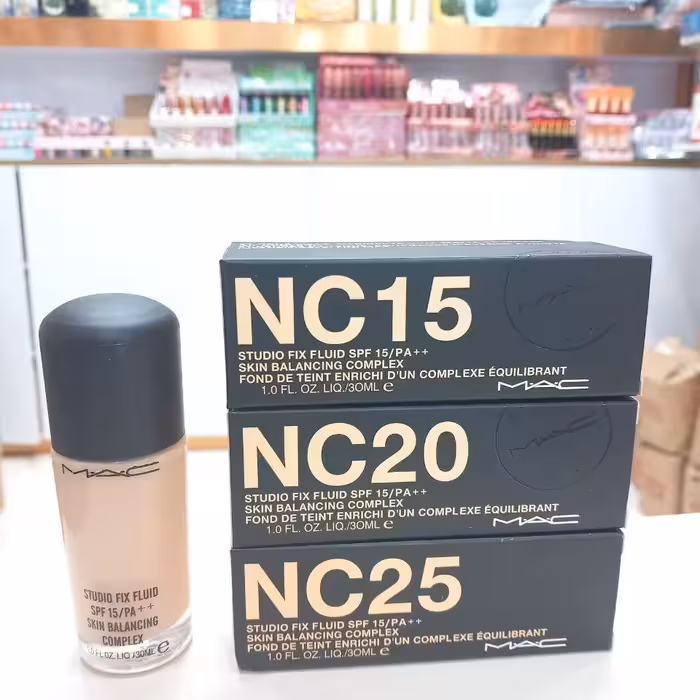 M·A·C
STUDIO FIX FLUID
SPF 15/PA++
SKIN BALANCING
COMPLEX
1.0 FL. OZ. LIQ./30ML e
NC15
STUDIO FIX FLUID SPF 15/PA++
SKIN BALANCING COMPLEX
FOND DE TEINT ENRICHI D'UN COMPLEXE ÉQUILIBRANT
1.0 FL. OZ. LIQ./30ML e
M·A·C
NC20
STUDIO FIX FLUID SPF 15/PA++
SKIN BALANCING COMPLEX
FOND DE TEINT ENRICHI D'UN COMPLEXE ÉQUILIBRANT
1.0 FL. OZ. LIQ./30ML e
M·A·C
NC25
STUDIO FIX FLUID SPF 15/PA++
SKIN BALANCING COMPLEX
FOND DE TEINT ENRICHI D'UN COMPLEXE ÉQUILIBRANT
1.0 FL. OZ. LIQ./30ML e
M·A·C